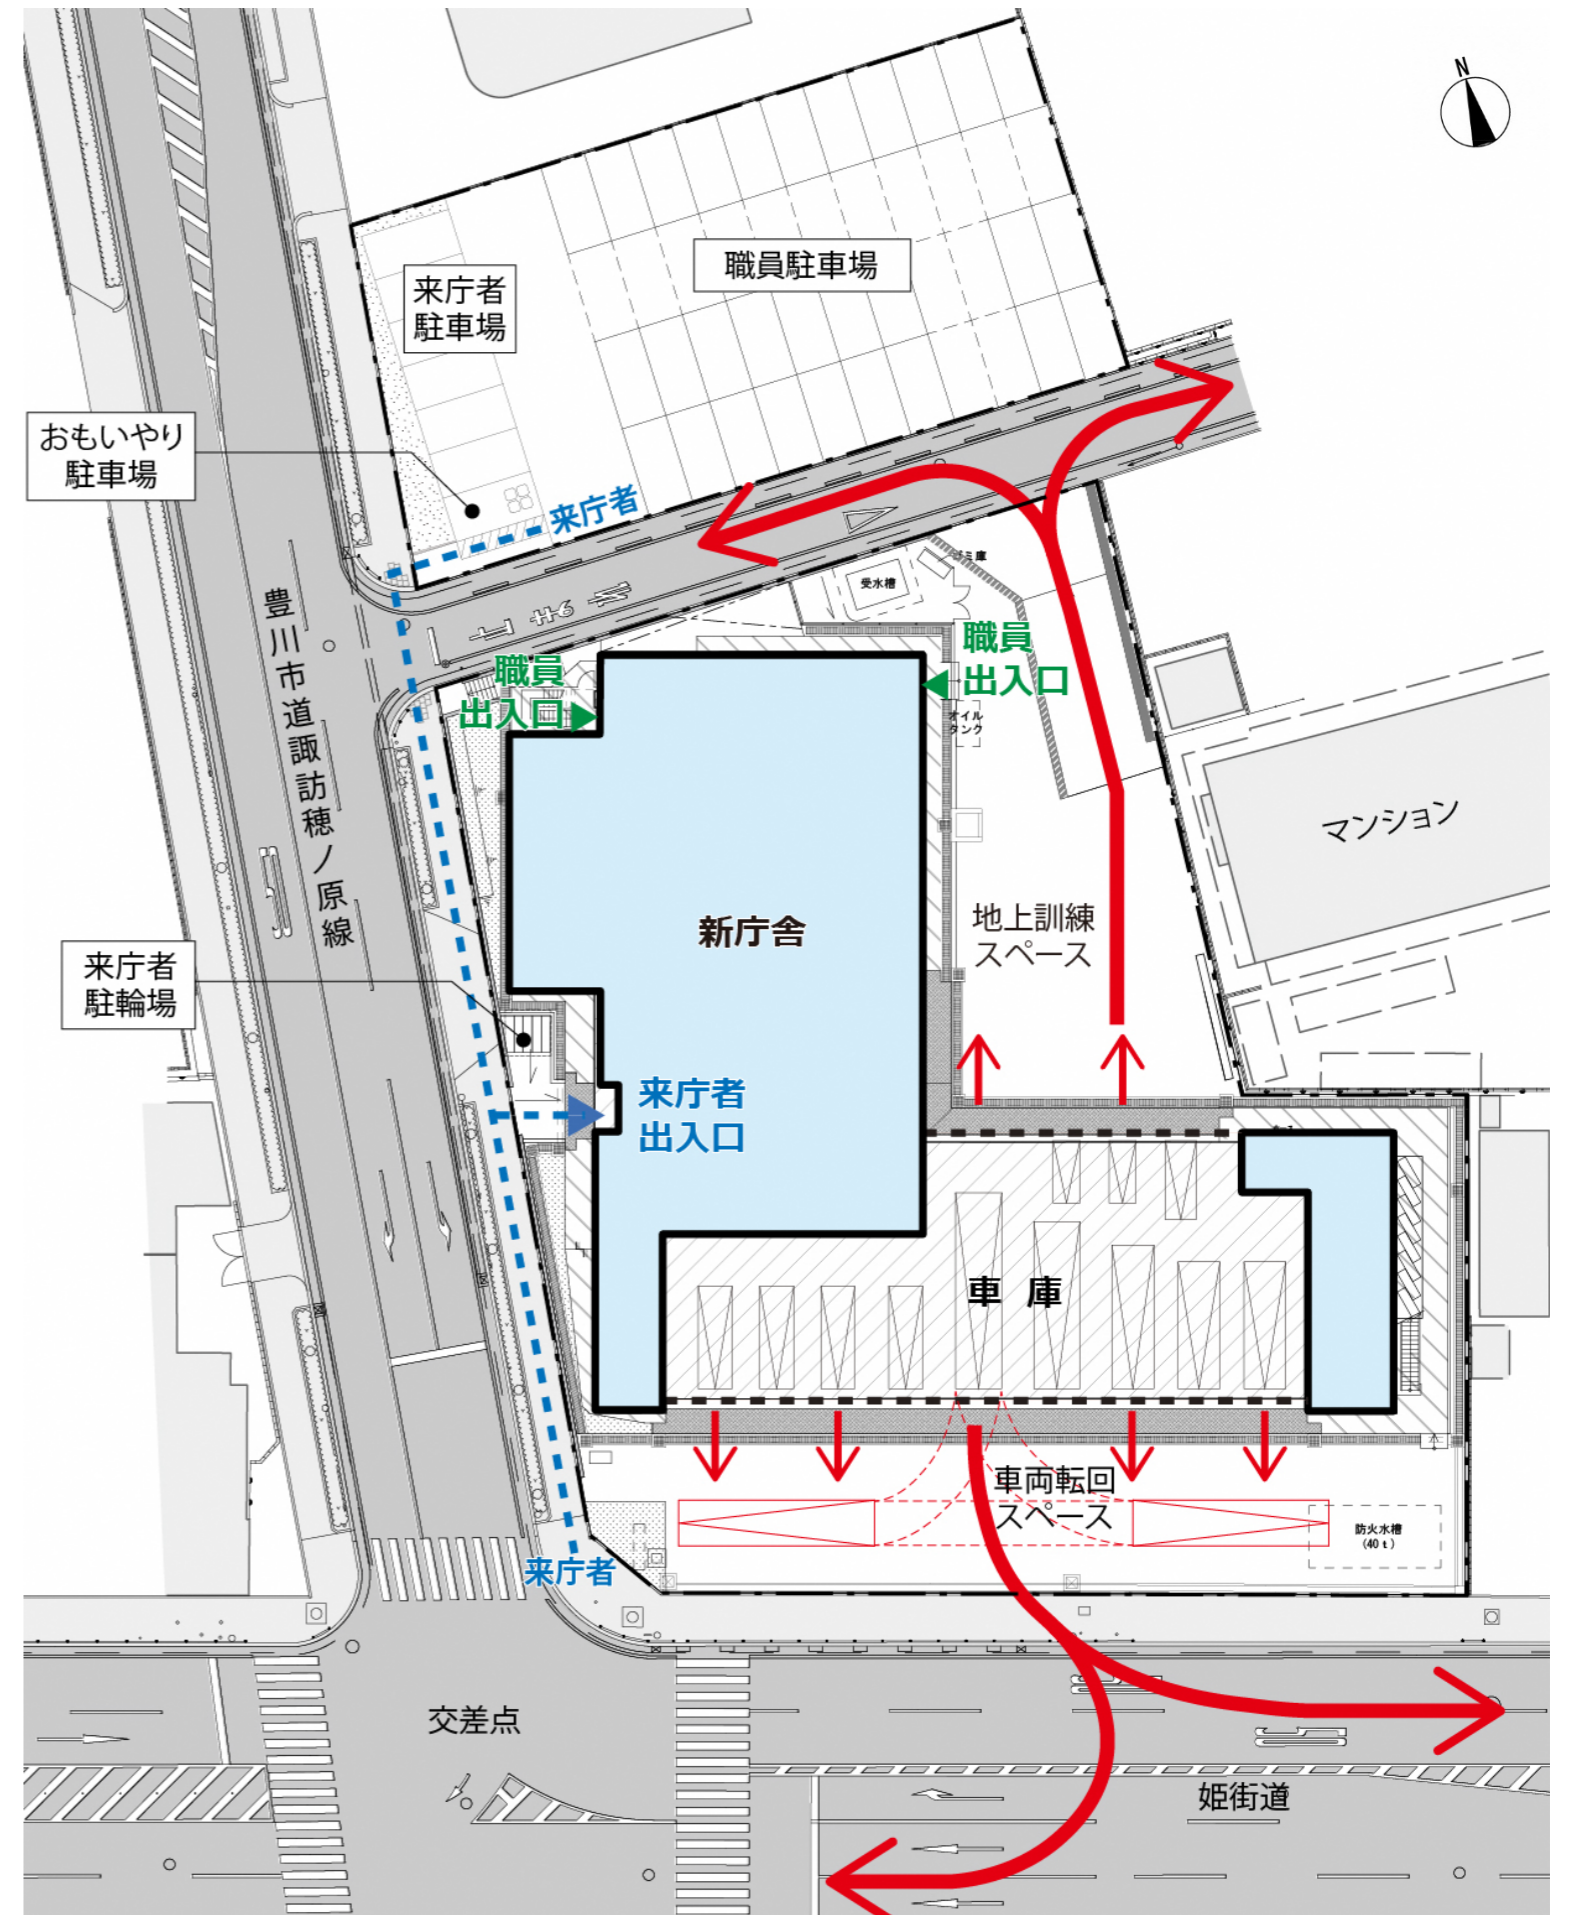 N
職員駐車場
来庁者
駐車場
おもいやり
駐車場
来庁者
豊川市道諏訪穂ノ原線
ゴミ庫
受水槽
職員
出入口
職員
出入口
オイル
タンク
マンション
新庁舎
地上訓練
スペース
来庁者
駐輪場
来庁者
出入口
車 庫
車両転回
スペース
防火水槽
(40t)
来庁者
交差点
姫街道